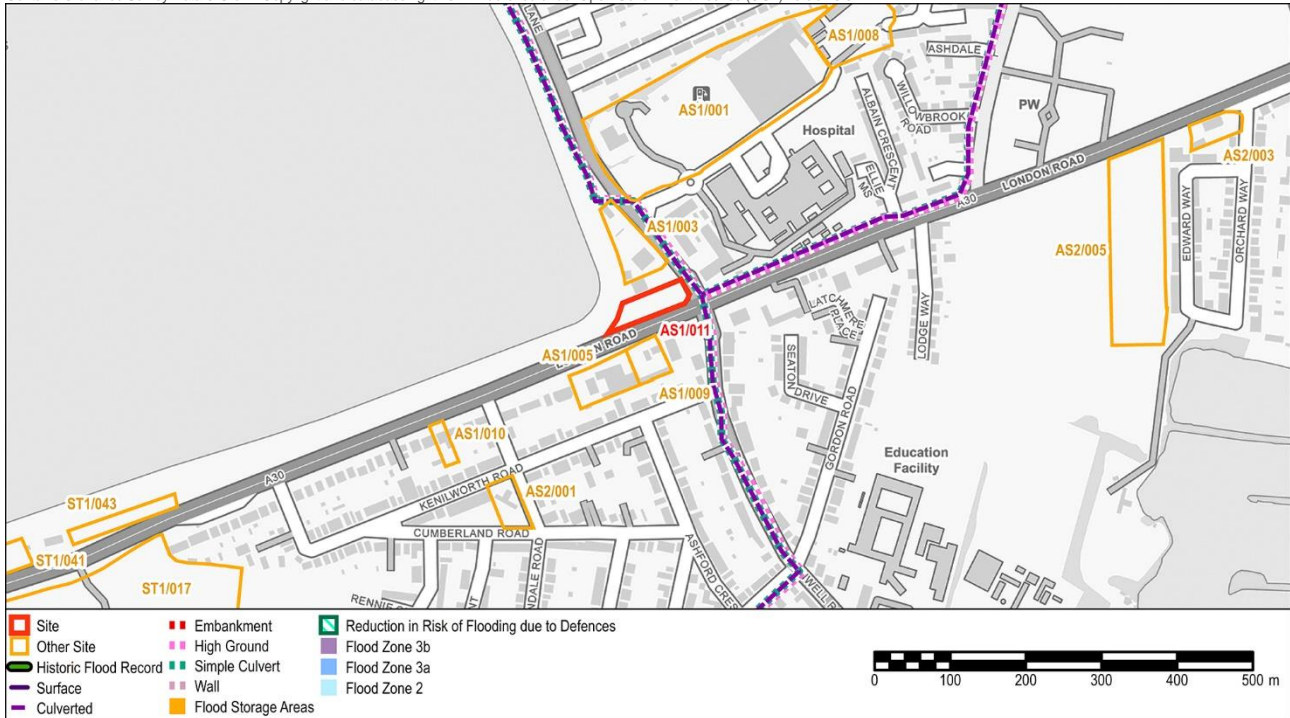 LANE
AS1/008
ASHDALE
AS1/001
WILLOWBROOK
ROAD
ALBAIN CRESCENT
PW
Hospital
ELLIE
MS
LONDON ROAD
A30
AS2/003
AS1/003
EDWARD WAY
ORCHARD WAY
AS2/005
AS1/011
LATCHMERE
PLACE
LODGE WAY
AS1/005
SEATON
DRIVE
AS1/009
GORDON ROAD
AS1/010
Education
Facility
A30
KENILWORTH ROAD
ST1/043
AS2/001
CUMBERLAND ROAD
ST1/041
ASHFORD CRES
ST1/017
NDALE ROAD
RENNIE
NT
WELL R
Site
Other Site
Historic Flood Record
Surface
Culverted
Embankment
High Ground
Simple Culvert
Wall
Flood Storage Areas
Reduction in Risk of Flooding due to Defences
Flood Zone 3b
Flood Zone 3a
Flood Zone 2
0 100 200 300 400 500 m